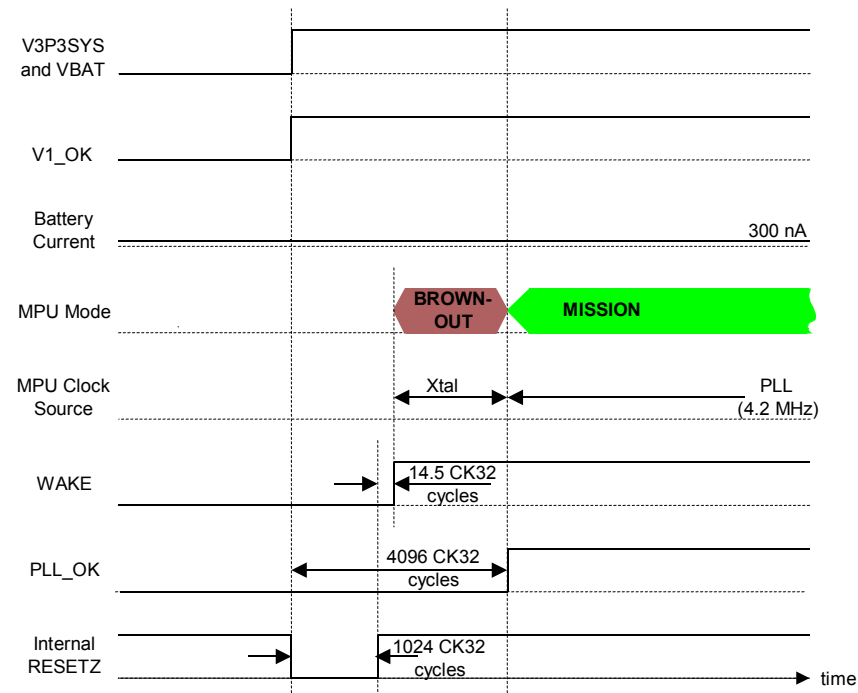 V3P3SYS
and VBAT
V1_OK
Battery
Current
300 nA
MPU Mode
BROWN-
OUT
MISSION
MPU Clock
Source
Xtal
PLL
(4.2 MHz)
WAKE
14.5 CK32
cycles
PLL_OK
4096 CK32
cycles
Internal
RESETZ
1024 CK32
cycles
time